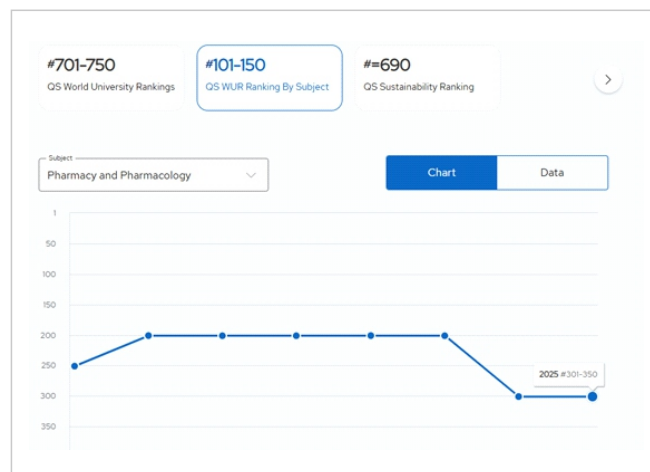 #701-750
QS World University Rankings
#101-150
QS WUR Ranking By Subject
#=690
QS Sustainability Ranking
Subject
Pharmacy and Pharmacology
Chart
Data
1
50
100
150
200
250
300
350
2025 #301-350